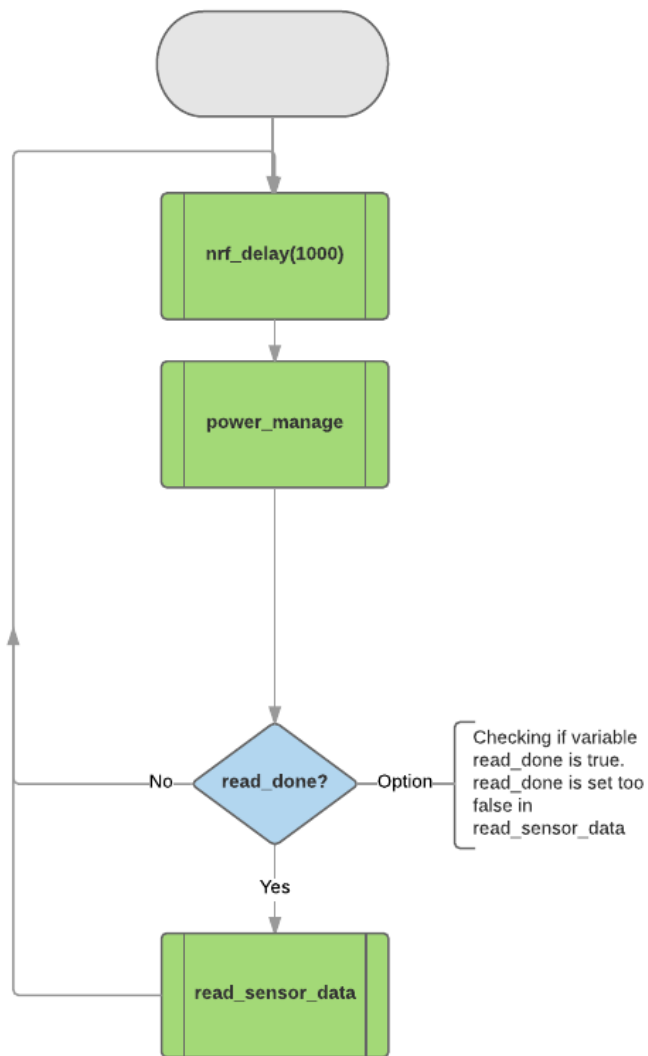 nrf_delay(1000)
power_manage
No
read_done?
Option
Checking if variable
read_done is true.
read_done is set too
false in
read_sensor_data
Yes
read_sensor_data